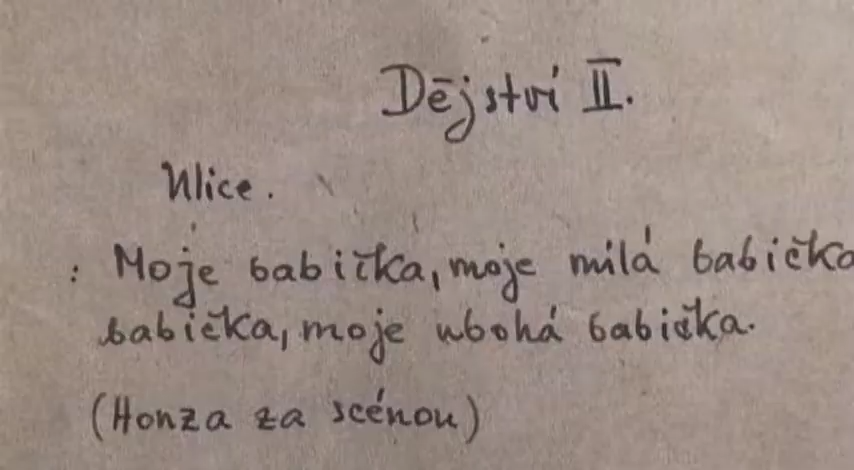 Dějství II.
Ulice.
: Moje babička, moje milá babička
babička, moje ubohá babička.
(Honza za scénou)